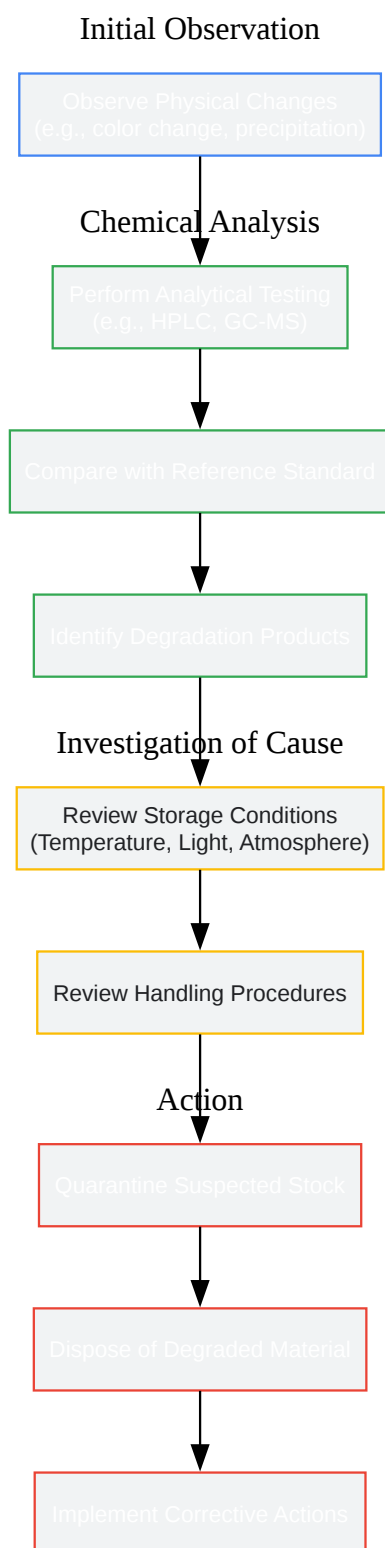 Initial Observation
Observe Physical Changes
(e.g., color change, precipitation)
Chemical Analysis
Perform Analytical Testing
(e.g., HPLC, GC-MS)
Compare with Reference Standard
Identify Degradation Products
Investigation of Cause
Review Storage Conditions
(Temperature, Light, Atmosphere)
Review Handling Procedures
Action
Quarantine Suspected Stock
Dispose of Degraded Material
Implement Corrective Actions